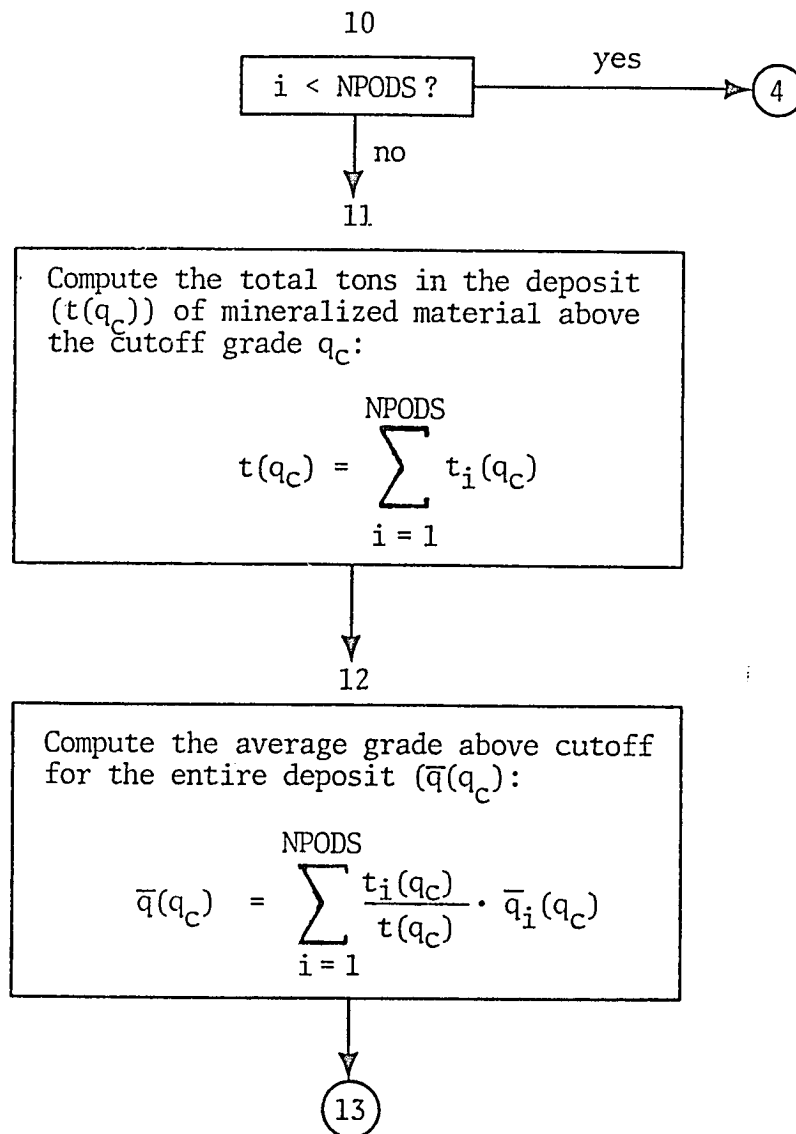 10
i < NPODS ?
yes
4
no
11
Compute the total tons in the deposit
(t(q_c)) of mineralized material above
the cutoff grade q_c:
NPODS
t(q_c) = ∑ t_i(q_c)
i = 1
12
Compute the average grade above cutoff
for the entire deposit (q̅(q_c):
NPODS
q̅(q_c) = ∑ t_i(q_c)/t(q_c) · q̅_i(q_c)
i = 1
13